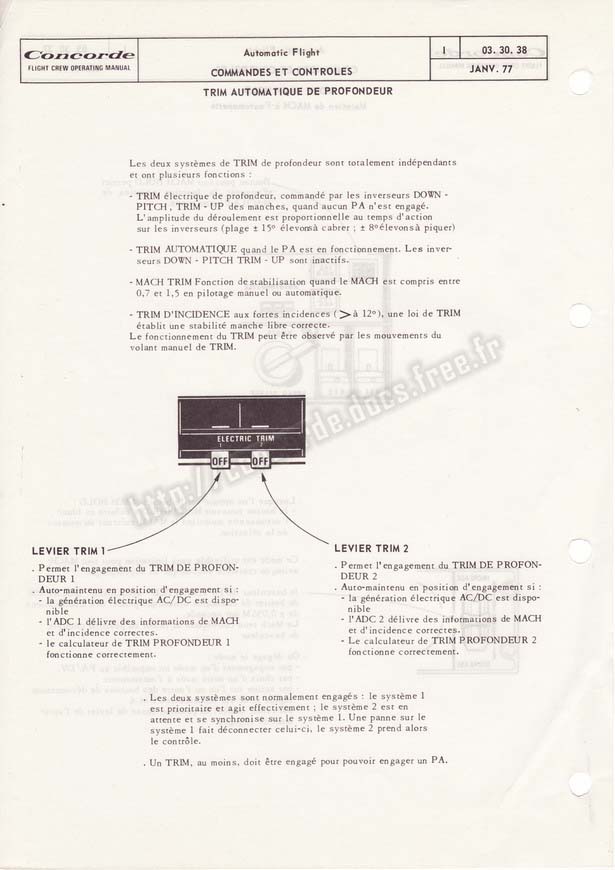 Concorde
FLIGHT CREW OPERATING MANUAL
Automatic Flight
COMMANDES ET CONTROLES
1
03. 30. 38
JANV. 77
TRIM AUTOMATIQUE DE PROFONDEUR
Les deux systèmes de TRIM de profondeur sont totalement indépendants
et ont plusieurs fonctions :
- TRIM électrique de profondeur, commandé par les inverseurs DOWN -
PITCH , TRIM - UP des manches, quand aucun PA n'est engagé.
L'amplitude du déroulement est proportionnelle au temps d'action
sur les inverseurs (plage ± 15° élevons à cabrer ; ± 8° élevons à piquer)
- TRIM AUTOMATIQUE quand le PA est en fonctionnement. Les inver-
seurs DOWN - PITCH TRIM - UP sont inactifs.
- MACH TRIM Fonction de stabilisation quand le MACH est compris entre
0,7 et 1,5 en pilotage manuel ou automatique.
- TRIM D'INCIDENCE aux fortes incidences ( > à 12°), une loi de TRIM
établit une stabilité manche libre correcte.
Le fonctionnement du TRIM peut être observé par les mouvements du
volant manuel de TRIM.
ELECTRIC TRIM
1 2
OFF OFF
LEVIER TRIM 1
. Permet l'engagement du TRIM DE PROFON-
DEUR 1
. Auto-maintenu en position d'engagement si :
- la génération électrique AC/DC est dispo-
nible
- l'ADC 1 délivre des informations de MACH
et d'incidence correctes.
- le calculateur de TRIM PROFONDEUR 1
fonctionne correctement.
LEVIER TRIM 2
. Permet l'engagement du TRIM DE PROFON-
DEUR 2
. Auto-maintenu en position d'engagement si :
- la génération électrique AC/DC est dispo-
nible
- l'ADC 2 délivre des informations de MACH
et d'incidence correctes.
- Le calculateur de TRIM PROFONDEUR 2
fonctionne correctement.
. Les deux systèmes sont normalement engagés : le système 1
est prioritaire et agit effectivement ; le système 2 est en
attente et se synchronise sur le système 1. Une panne sur le
système 1 fait déconnecter celui-ci, le système 2 prend alors
le contrôle.
. Un TRIM, au moins, doit être engagé pour pouvoir engager un PA.
http://concorde.docs.free.fr